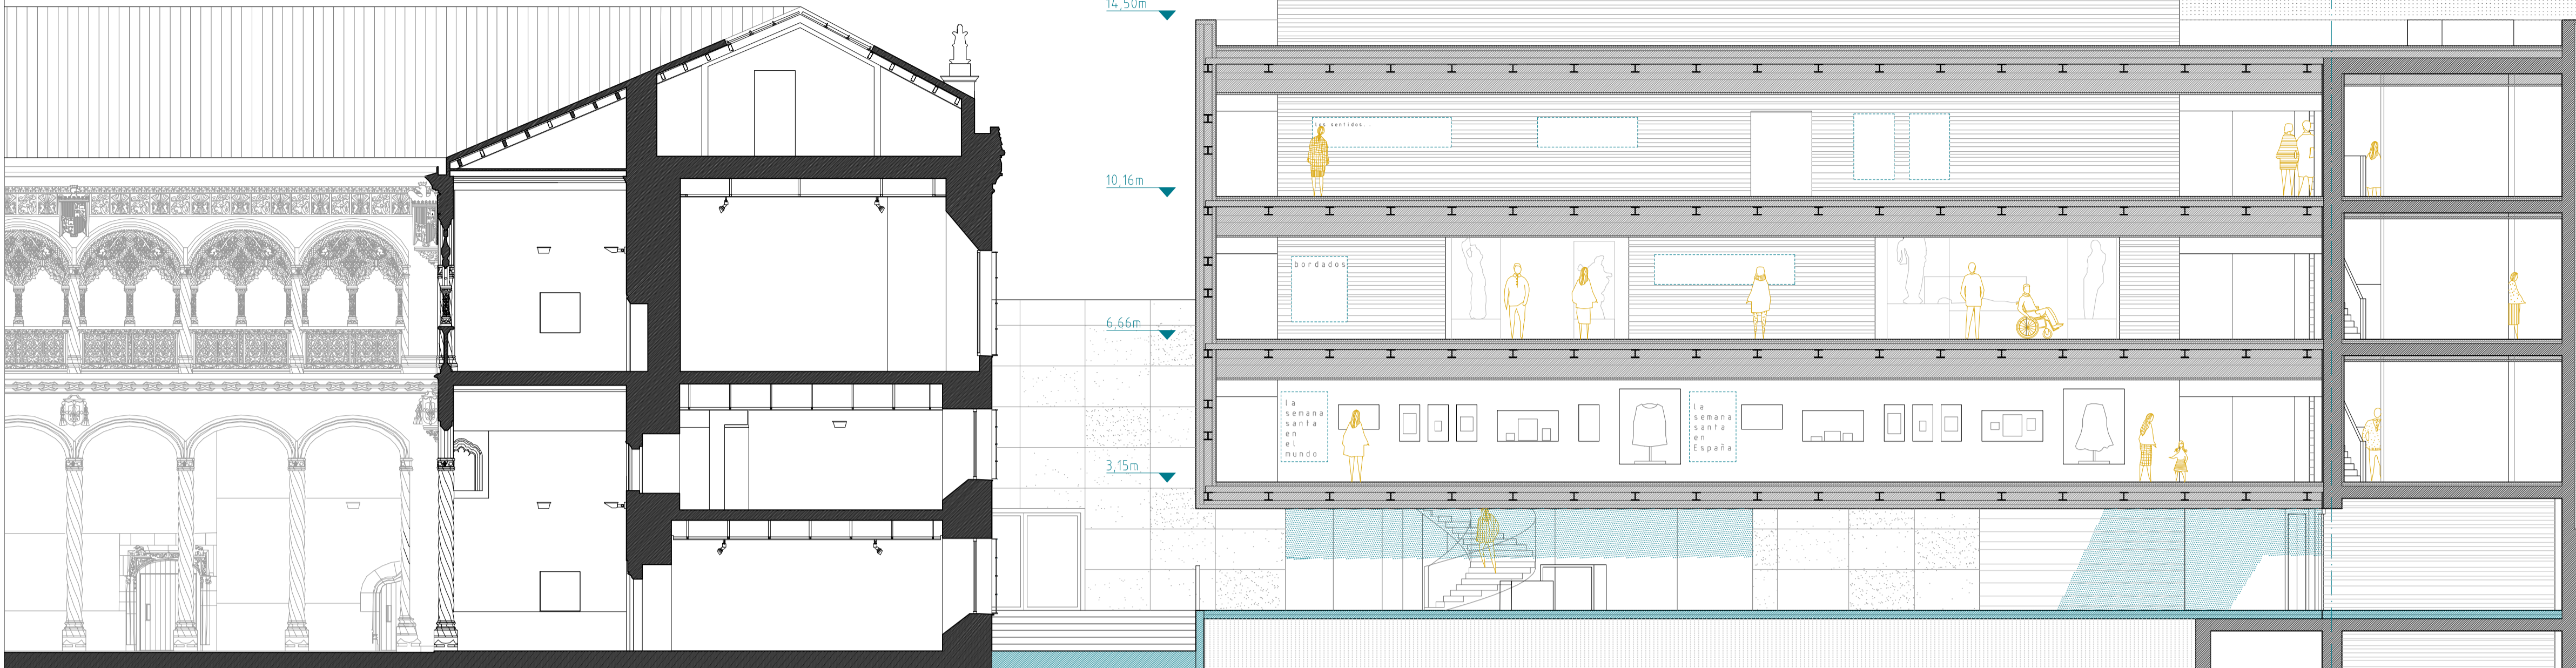 14,50m
10,16m
6,66m
3,15m
los sentidos...
bordados
la
semana
santa
en
el
mundo
la
semana
santa
en
España